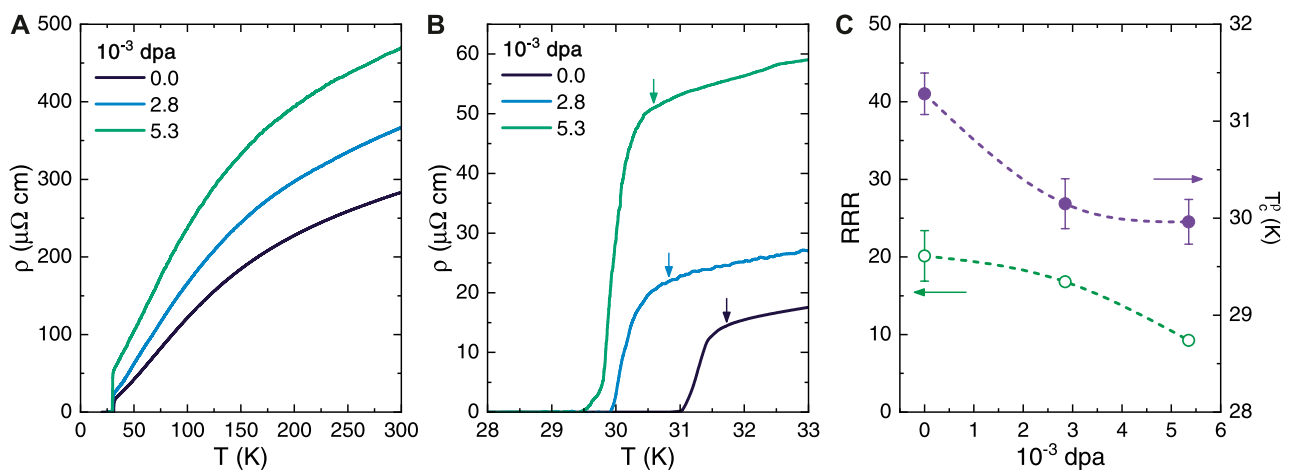 A
500
400
300
200
100
0
ρ (μΩ cm)
10⁻³ dpa
0.0
2.8
5.3
0 50 100 150 200 250 300
T (K)
B
60
50
40
30
20
10
0
ρ (μΩ cm)
10⁻³ dpa
0.0
2.8
5.3
28 29 30 31 32 33
T (K)
C
50
40
30
20
10
0
RRR
32
31
30
29
28
Tᵨc (K)
0 1 2 3 4 5 6
10⁻³ dpa